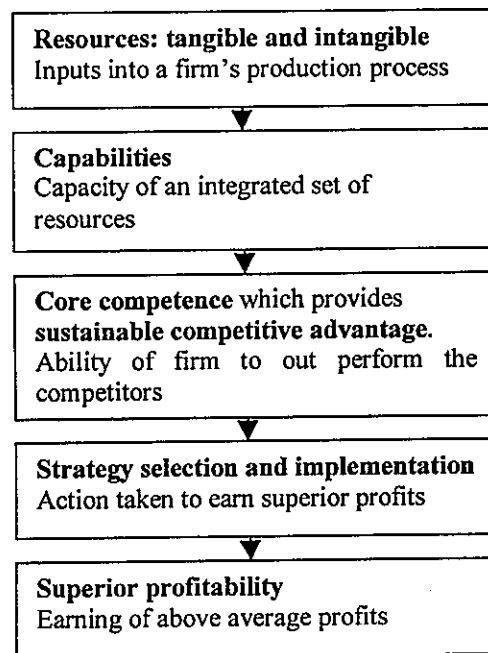 Resources: tangible and intangible
Inputs into a firm's production process
Capabilities
Capacity of an integrated set of
resources
Core competence which provides
sustainable competitive advantage.
Ability of firm to out perform the
competitors
Strategy selection and implementation
Action taken to earn superior profits
Superior profitability
Earning of above average profits